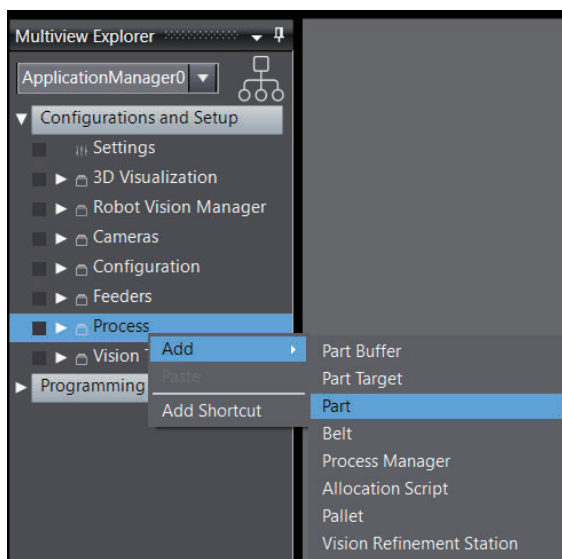 Multiview Explorer
ApplicationManager0
Configurations and Setup
Settings
3D Visualization
Robot Vision Manager
Cameras
Configuration
Feeders
Process
Vision T
Programming
Add
Paste
Add Shortcut
Part Buffer
Part Target
Part
Belt
Process Manager
Allocation Script
Pallet
Vision Refinement Station